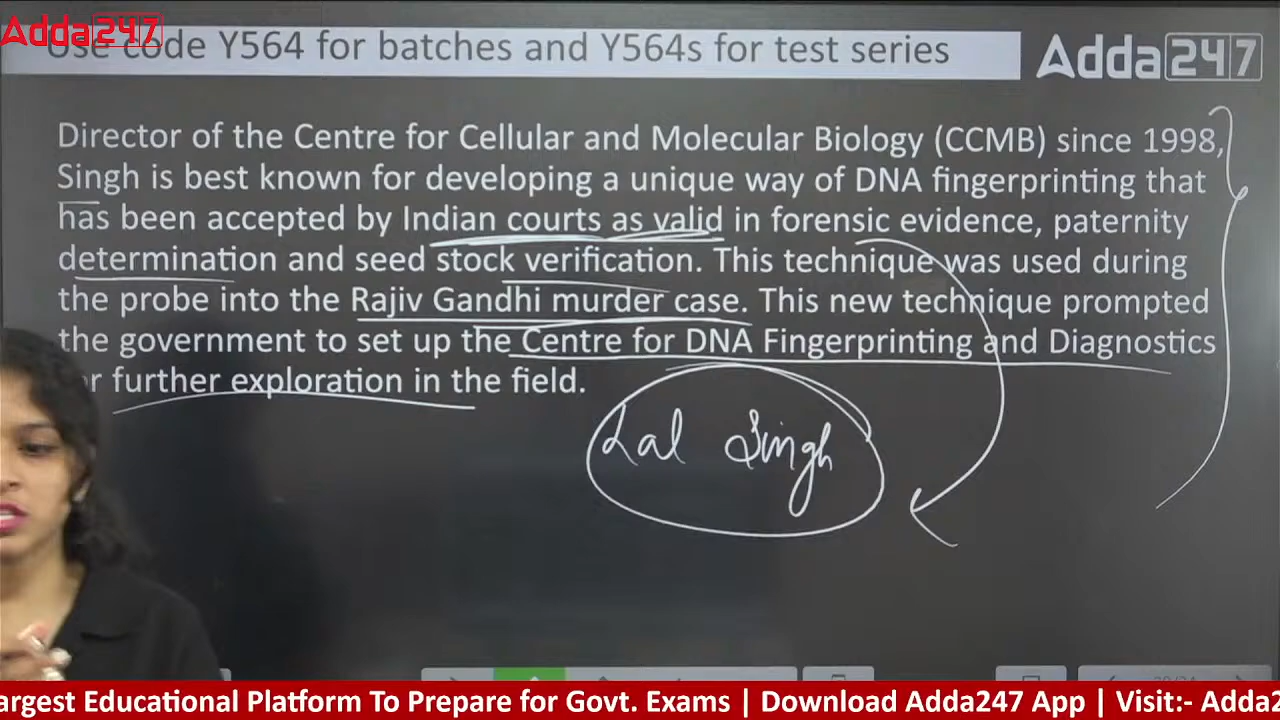 Adda247
Use code Y564 for batches and Y564s for test series
Adda247
Director of the Centre for Cellular and Molecular Biology (CCMB) since 1998,
Singh is best known for developing a unique way of DNA fingerprinting that
has been accepted by Indian courts as valid in forensic evidence, paternity
determination and seed stock verification. This technique was used during
the probe into the Rajiv Gandhi murder case. This new technique prompted
the government to set up the Centre for DNA Fingerprinting and Diagnostics
further exploration in the field.
Lal Singh
argest Educational Platform To Prepare for Govt. Exams | Download Adda247 App | Visit:- Adda2